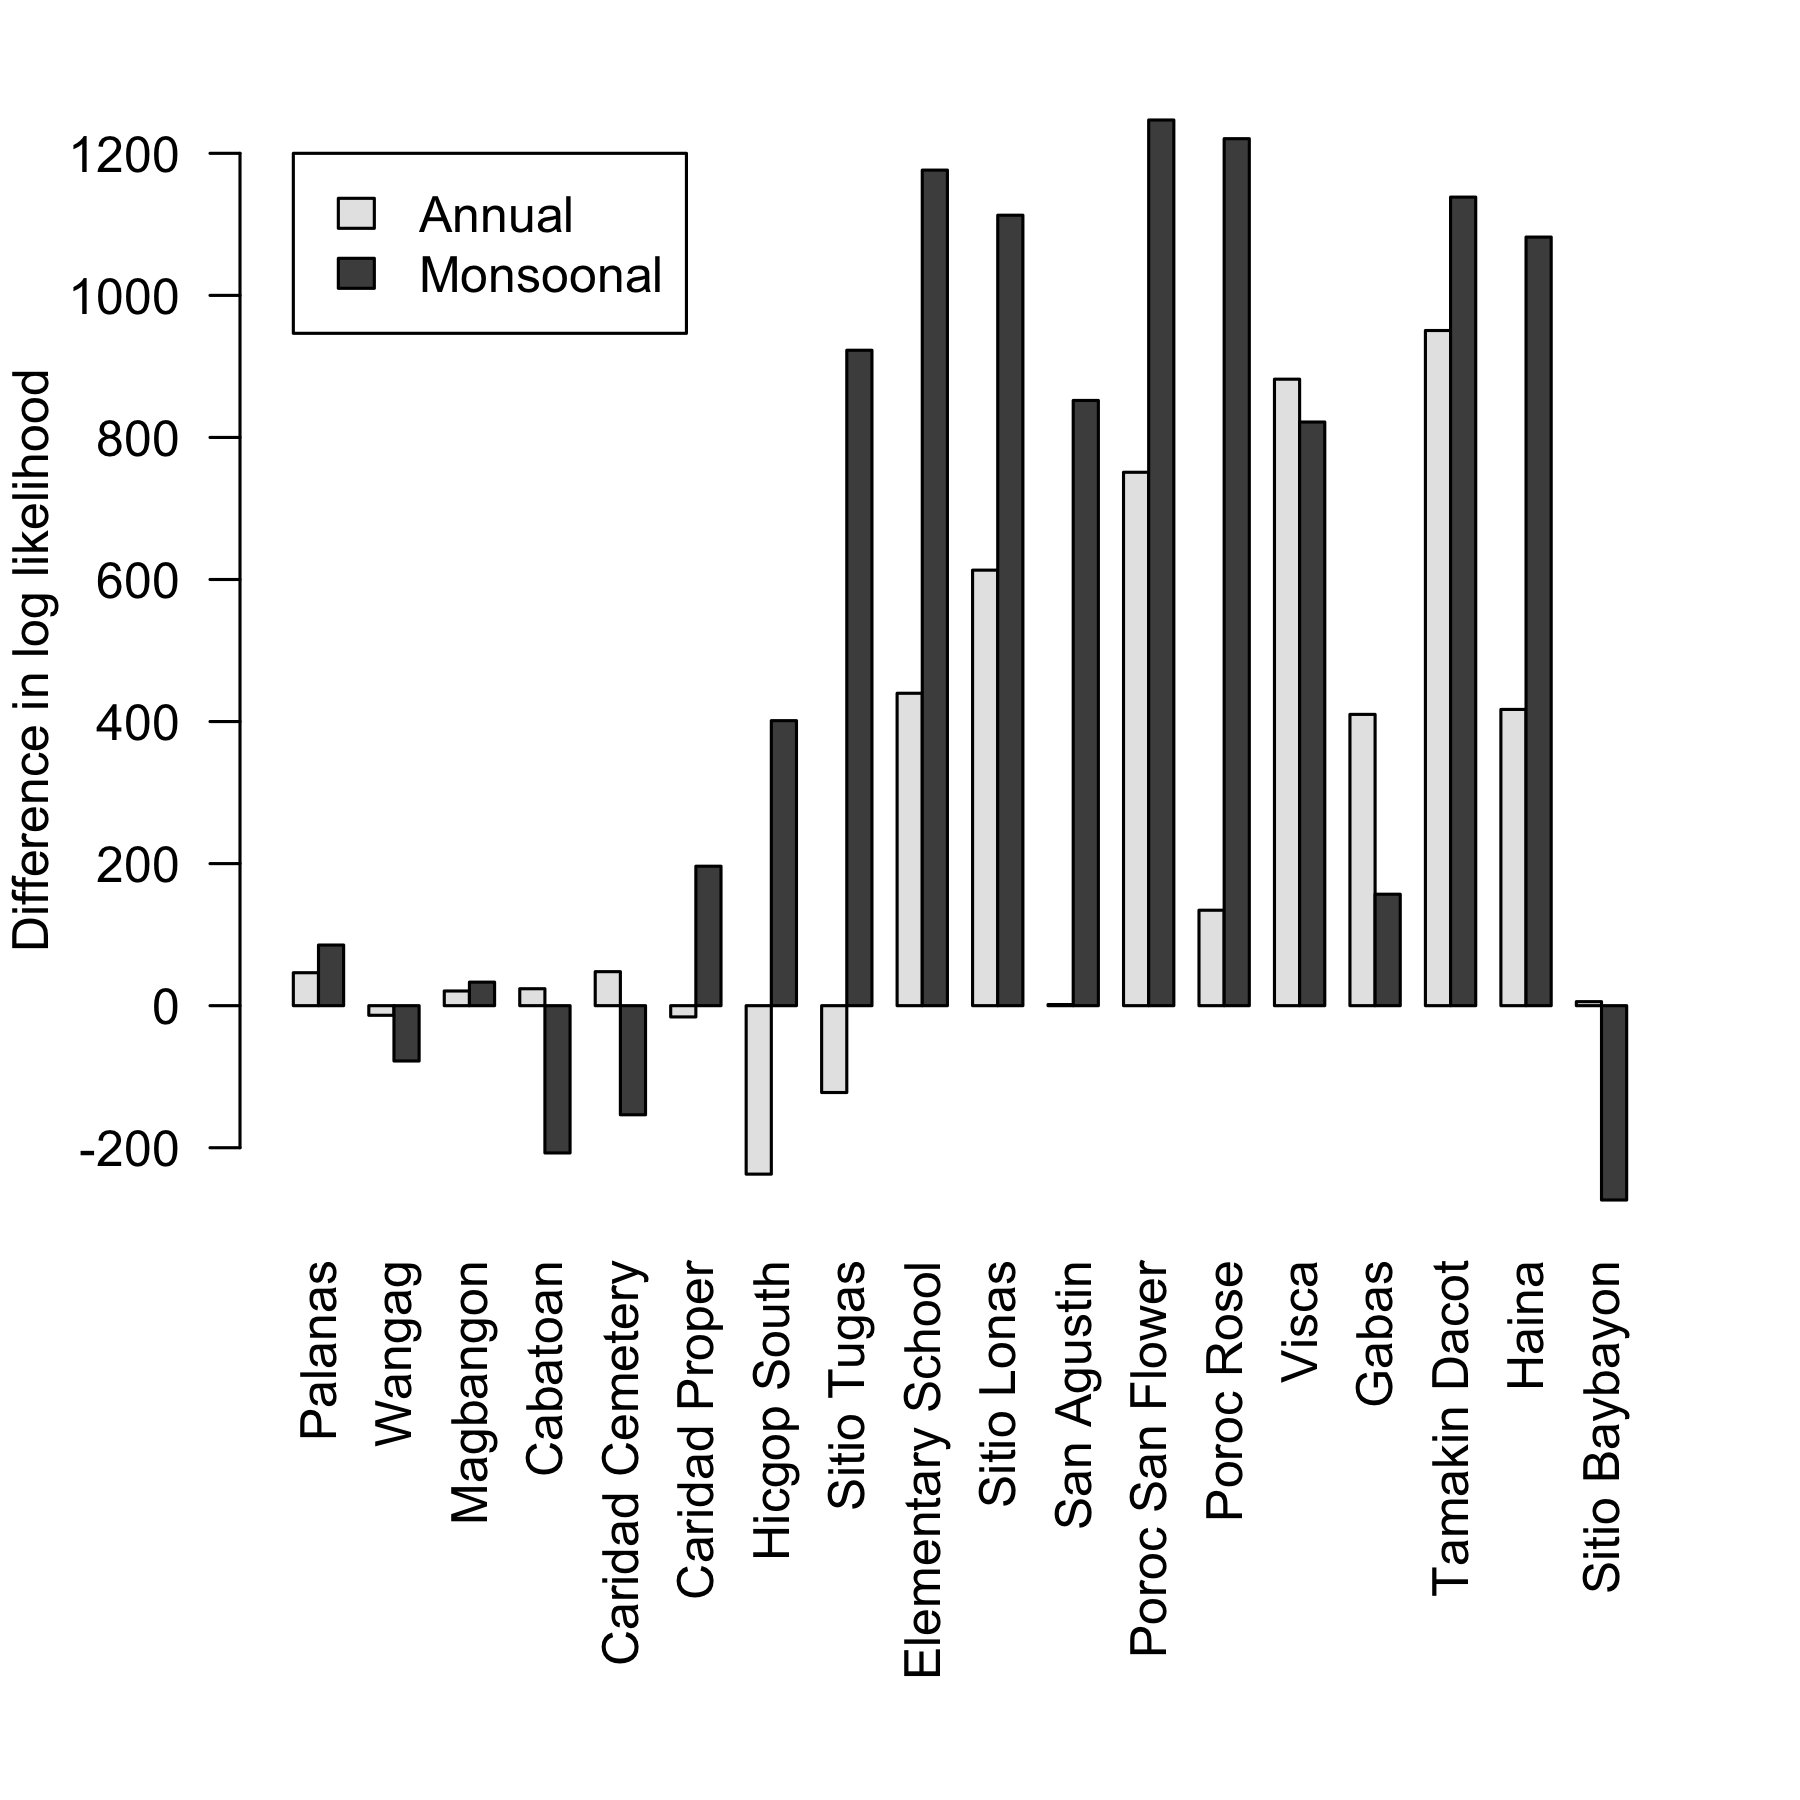 Difference in log likelihood
1200
1000
800
600
400
200
0
-200
Annual
Monsoonal
Palanas
Wangag
Magbangon
Cabatoan
Caridad Cemetery
Caridad Proper
Hicgop South
Sitio Tugas
Elementary School
Sitio Lonas
San Agustin
Poroc San Flower
Poroc Rose
Visca
Gabas
Tamakin Dacot
Haina
Sitio Baybayon